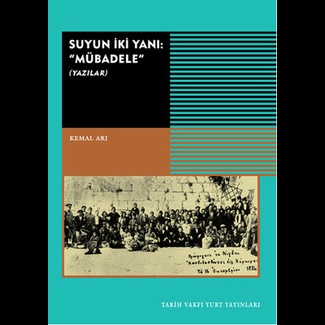 SUYUN İKİ YANI:
"MÜBADELE"
(YAZILAR)
KEMAL ARI
TARİH VAKFI YURT YAYINLARI